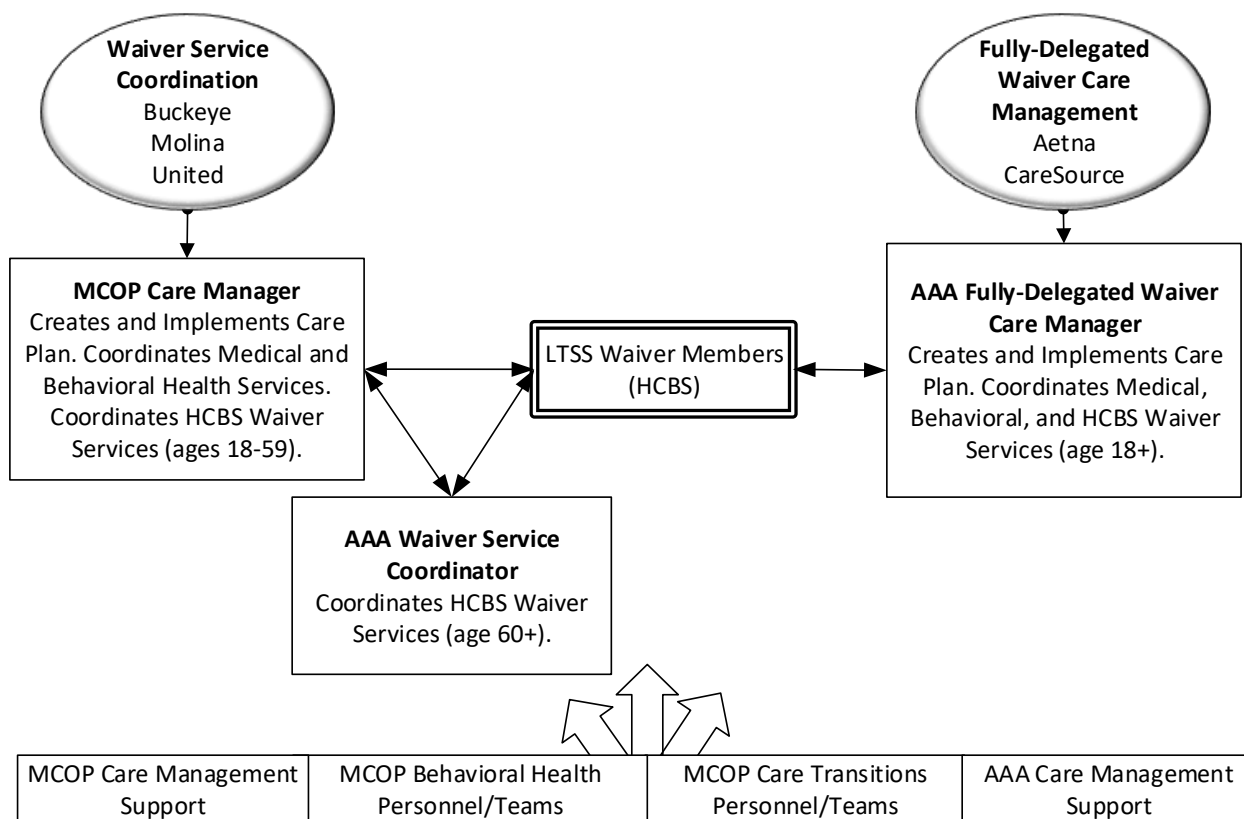 Waiver Service
Coordination
Buckeye
Molina
United
Fully-Delegated
Waiver Care
Management
Aetna
CareSource
MCOP Care Manager
Creates and Implements Care
Plan. Coordinates Medical and
Behavioral Health Services.
Coordinates HCBS Waiver
Services (ages 18-59).
LTSS Waiver Members
(HCBS)
AAA Fully-Delegated Waiver
Care Manager
Creates and Implements Care
Plan. Coordinates Medical,
Behavioral, and HCBS Waiver
Services (age 18+).
AAA Waiver Service
Coordinator
Coordinates HCBS Waiver
Services (age 60+).
MCOP Care Management
Support
MCOP Behavioral Health
Personnel/Teams
MCOP Care Transitions
Personnel/Teams
AAA Care Management
Support